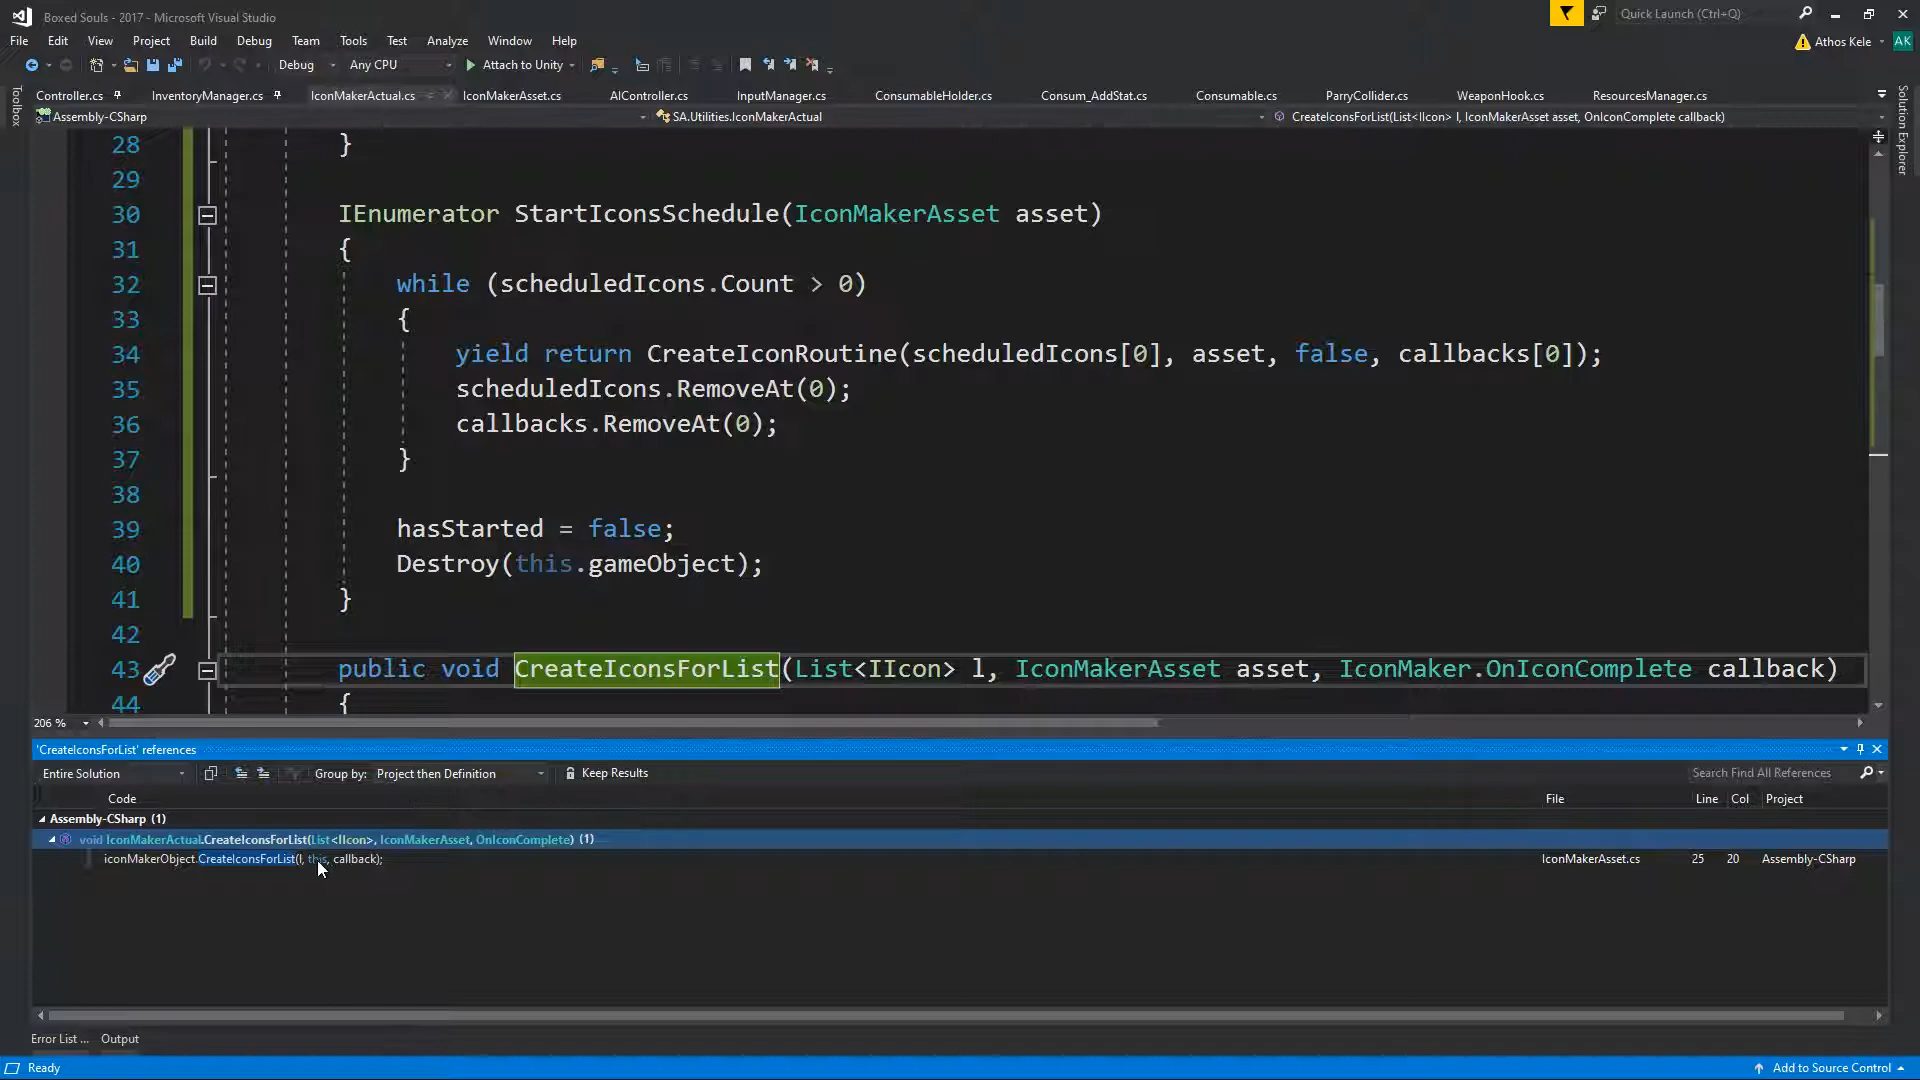 Boxed Souls - 2017 - Microsoft Visual Studio
Quick Launch (Ctrl+Q)
File Edit View Project Build Debug Team Tools Test Analyze Window Help
Athos Kele AK
Debug Any CPU Attach to Unity
Toolbox
Controller.cs InventoryManager.cs IconMakerActual.cs IconMakerAsset.cs AIController.cs InputManager.cs ConsumableHolder.cs Consum_AddStat.cs Consumable.cs ParryCollider.cs WeaponHook.cs ResourcesManager.cs
Solution Explorer
Assembly-CSharp SA.Utilities.IconMakerActual CreateIconsForList(List<IIcon> l, IconMakerAsset asset, OnIconComplete callback)
28 }
29
30 IEnumerator StartIconsSchedule(IconMakerAsset asset)
31 {
32 while (scheduledIcons.Count > 0)
33 {
34 yield return CreateIconRoutine(scheduledIcons[0], asset, false, callbacks[0]);
35 scheduledIcons.RemoveAt(0);
36 callbacks.RemoveAt(0);
37 }
38
39 hasStarted = false;
40 Destroy(this.gameObject);
41 }
42
43 public void CreateIconsForList(List<IIcon> l, IconMakerAsset asset, IconMaker.OnIconComplete callback)
44 {
206 %
'CreateIconsForList' references
Entire Solution Group by: Project then Definition Keep Results Search Find All References
Code File Line Col Project
Assembly-CSharp (1)
void IconMakerActual.CreateIconsForList(List<IIcon>, IconMakerAsset, OnIconComplete) (1)
iconMakerObject.CreateIconsForList(l, this, callback); IconMakerAsset.cs 25 20 Assembly-CSharp
Error List ... Output
Ready Add to Source Control